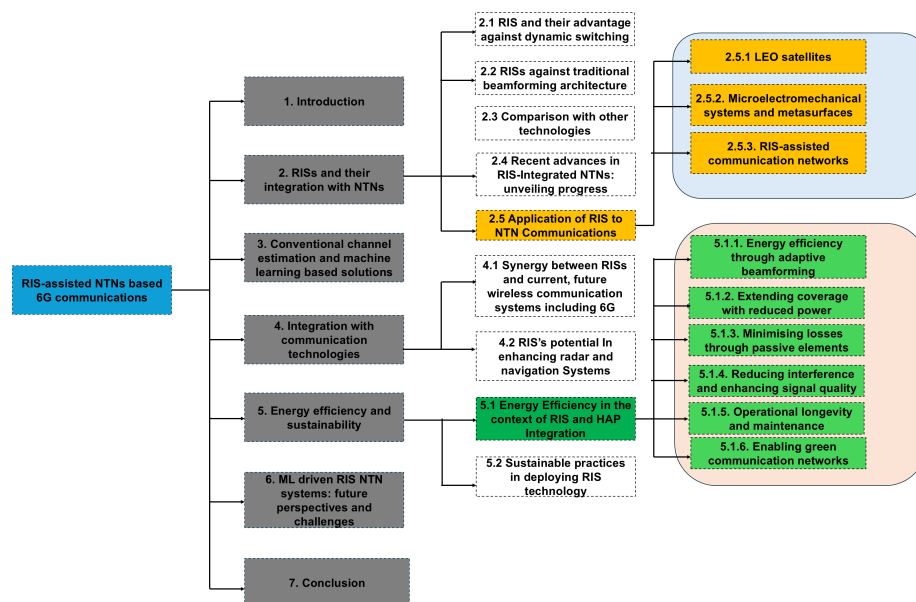 RIS-assisted NTNs based
6G communications
1. Introduction
2. RISs and their
integration with NTNs
3. Conventional channel
estimation and machine
learning based solutions
4. Integration with
communication
technologies
5. Energy efficiency and
sustainability
6. ML driven RIS NTN
systems: future
perspectives and
challenges
7. Conclusion
2.1 RIS and their advantage
against dynamic switching
2.2 RISs against traditional
beamforming architecture
2.3 Comparison with other
technologies
2.4 Recent advances in
RIS-Integrated NTNs:
unveiling progress
2.5 Application of RIS to
NTN Communications
4.1 Synergy between RISs
and current, future
wireless communication
systems including 6G
4.2 RIS's potential In
enhancing radar and
navigation Systems
5.1 Energy Efficiency in the
context of RIS and HAP
Integration
5.2 Sustainable practices
in deploying RIS
technology
2.5.1 LEO satellites
2.5.2. Microelectromechanical
systems and metasurfaces
2.5.3. RIS-assisted
communication networks
5.1.1. Energy efficiency
through adaptive
beamforming
5.1.2. Extending coverage
with reduced power
5.1.3. Minimising losses
through passive elements
5.1.4. Reducing interference
and enhancing signal quality
5.1.5. Operational longevity
and maintenance
5.1.6. Enabling green
communication networks